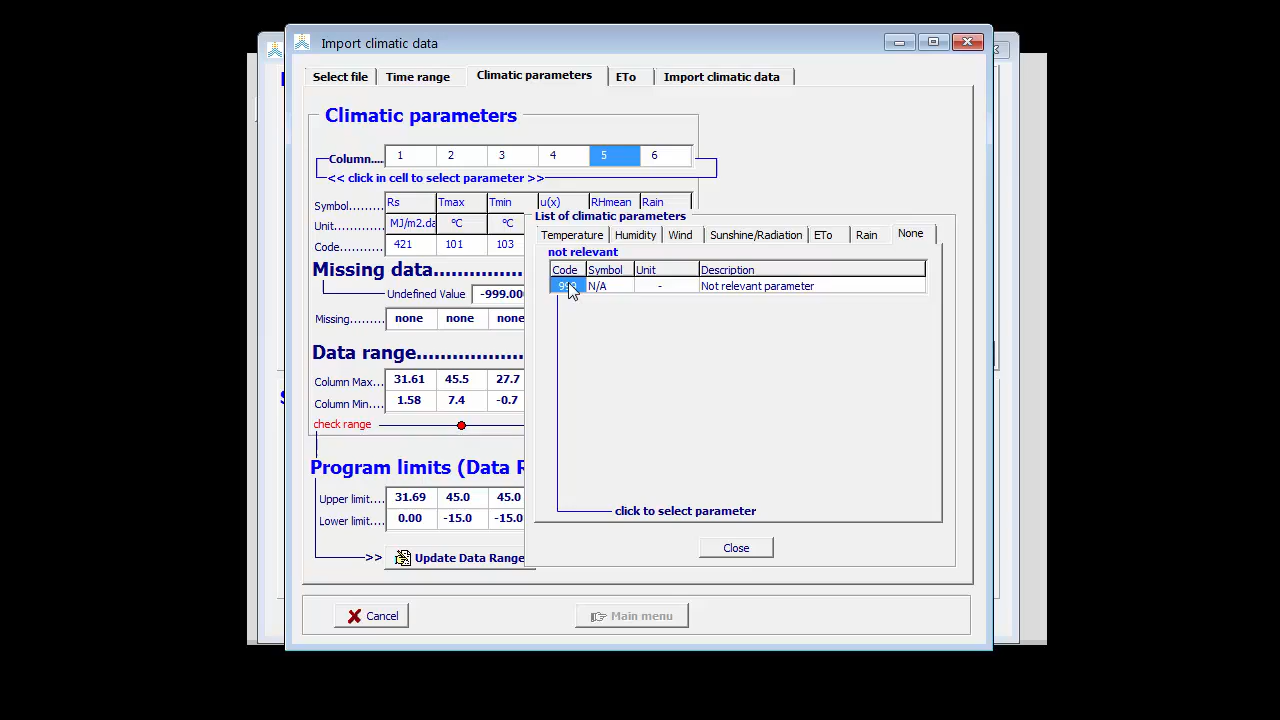 Import climatic data
Select file Time range Climatic parameters ETo Import climatic data
Climatic parameters
Column.... 1 2 3 4 5 6
<< click in cell to select parameter >>
Symbol......... Rs Tmax Tmin u(x) RHmean Rain
Unit............ MJ/m2.da °C °C
Code........... 421 101 103
Missing data
Undefined Value -999.00
Missing......... none none none
Data range
Column Max... 31.61 45.5 27.7
Column Min.... 1.58 7.4 -0.7
check range
Program limits (Data R
Upper limit.... 31.69 45.0 45.0
Lower limit.... 0.00 -15.0 -15.0
>> Update Data Range
List of climatic parameters
Temperature Humidity Wind Sunshine/Radiation ETo Rain None
not relevant
Code Symbol Unit Description
N/A - Not relevant parameter
click to select parameter
Close
Cancel Main menu